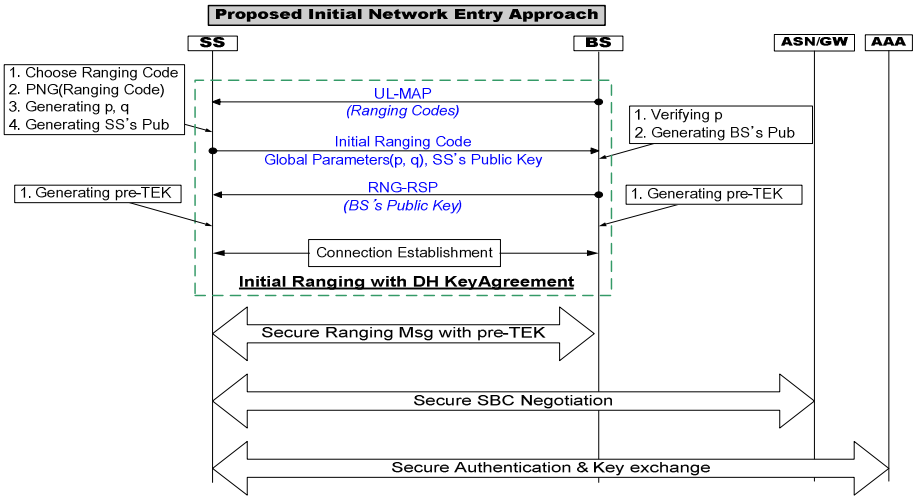 Proposed Initial Network Entry Approach
SS
BS
ASN/GW
AAA
1. Choose Ranging Code
2. PNG(Ranging Code)
3. Generating p, q
4. Generating SS's Pub
UL-MAP
(Ranging Codes)
1. Verifying p
2. Generating BS's Pub
Initial Ranging Code
Global Parameters(p, q), SS's Public Key
1. Generating pre-TEK
RNG-RSP
(BS's Public Key)
1. Generating pre-TEK
Connection Establishment
Initial Ranging with DH KeyAgreement
Secure Ranging Msg with pre-TEK
Secure SBC Negotiation
Secure Authentication & Key exchange